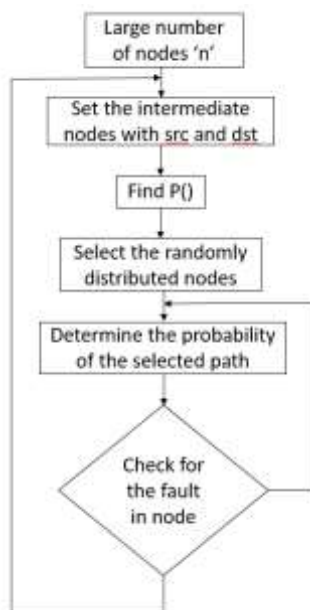 Large number
of nodes ‘n’
Set the intermediate
nodes with src and dst
Find P()
Select the randomly
distributed nodes
Determine the probability
of the selected path
Check for
the fault
in node